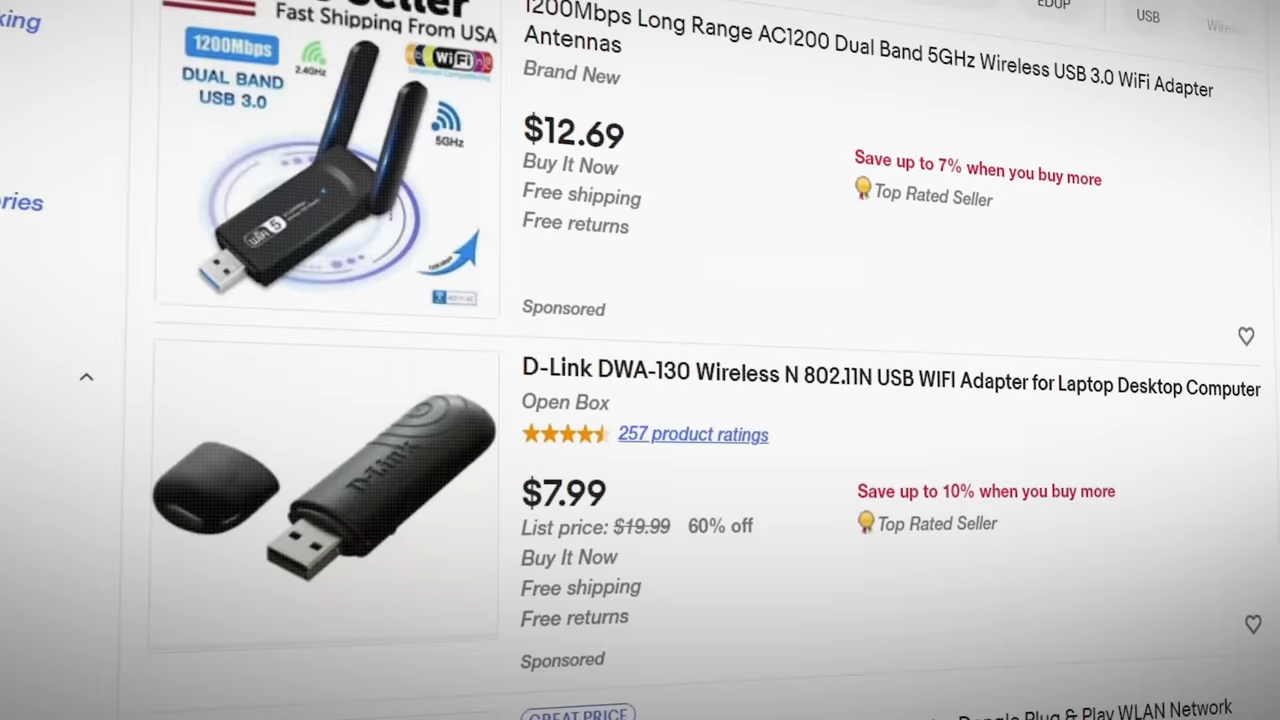 king
ries
Fast Shipping From USA
1200Mbps
DUAL BAND
USB 3.0
2.4GHz
WiFi
5GHz
WiFi 5
D-Link
EDUP
USB
1200Mbps Long Range AC1200 Dual Band 5GHz Wireless USB 3.0 WiFi Adapter
Antennas
Brand New
$12.69
Buy It Now
Free shipping
Free returns
Sponsored
Save up to 7% when you buy more
Top Rated Seller
D-Link DWA-130 Wireless N 802.11N USB WIFI Adapter for Laptop Desktop Computer
Open Box
257 product ratings
$7.99
List price: $19.99 60% off
Buy It Now
Free shipping
Free returns
Sponsored
Save up to 10% when you buy more
Top Rated Seller
GREAT PRICE
Dongle Plug & Play WLAN Network